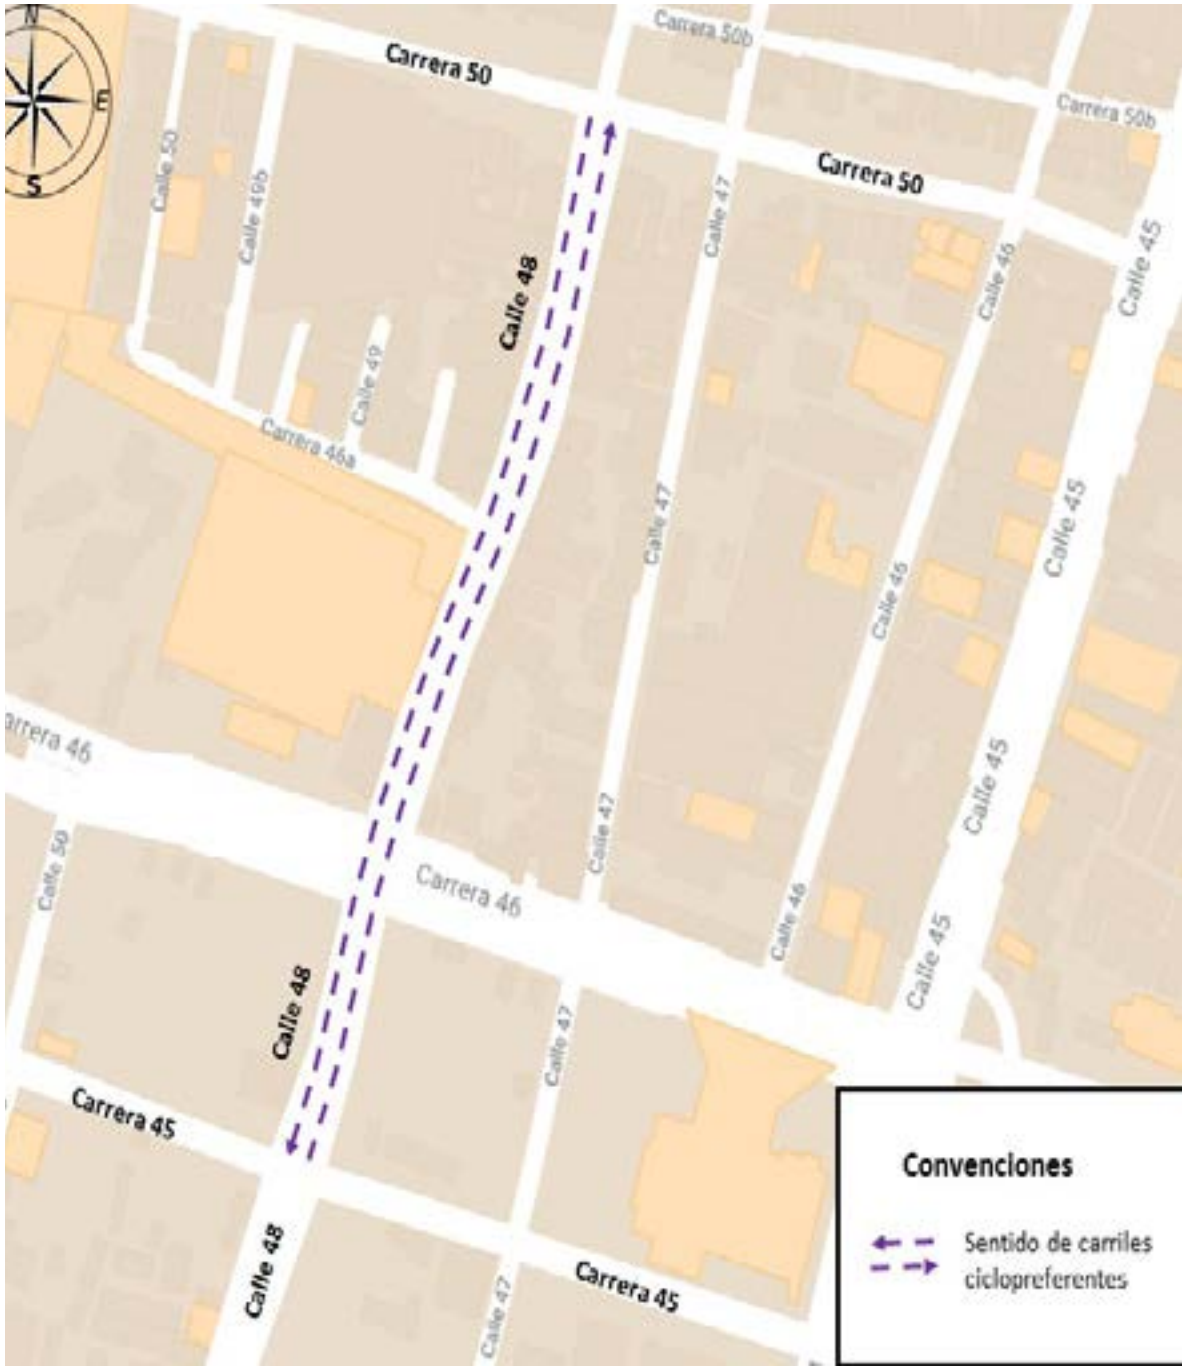 N
Carrera 50b
Carrera 50
Carrera 50b
E
Calle 50
Carrera 50
S
Calle 49b
Calle 47
Calle 45
Calle 46
Calle 48
Calle 49
Carrera 46a
Calle 47
Calle 45
Calle 46
arrera 46
Calle 45
Calle 47
Calle 50
Carrera 46
Calle 46
Calle 45
Calle 48
Calle 47
Carrera 45
Convenciones
Sentido de carriles
ciclopreferentes
Calle 48
Carrera 45
Calle 47